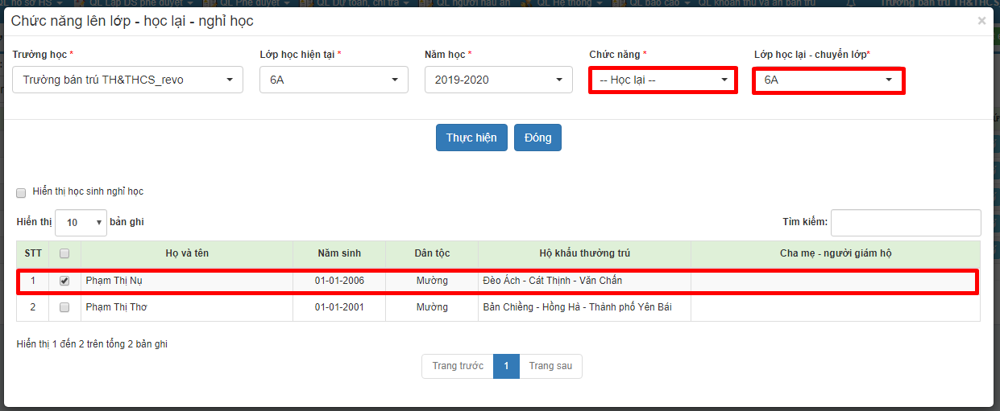 QL hồ sơ HS QL Lập DS phê duyệt QL Phê duyệt QL Dự toán, chi trả QL người nấu ăn QL Hệ thống QL báo cáo QL khoản thu và ăn bán trú Trường bán trú TH&THCS
Chức năng lên lớp - học lại - nghỉ học ×
Trường học * Lớp học hiện tại * Năm học * Chức năng * Lớp học lại - chuyển lớp*
Trường bán trú TH&THCS_revo 6A 2019-2020 -- Học lại -- 6A
Thực hiện Đóng
Hiển thị học sinh nghỉ học
Hiển thị 10 bản ghi Tìm kiếm:
STT Họ và tên Năm sinh Dân tộc Hộ khẩu thường trú Cha mẹ - người giám hộ
1 Phạm Thị Nụ 01-01-2006 Mường Đèo Ách - Cát Thịnh - Văn Chấn
2 Phạm Thị Thơ 01-01-2001 Mường Bản Chiềng - Hồng Hà - Thành phố Yên Bái
Hiển thị 1 đến 2 trên tổng 2 bản ghi
Trang trước 1 Trang sau